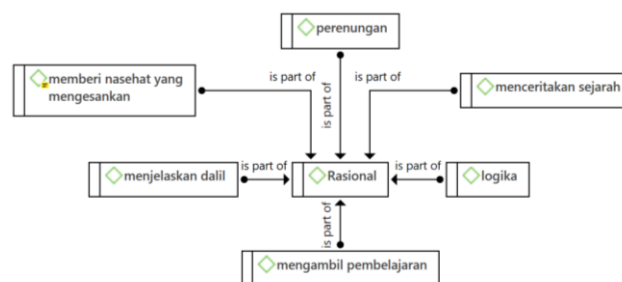 perenungan
is part of
is part of
is part of
memberi nasehat yang
mengesankan
menceritakan sejarah
menjelaskan dalil
is part of
Rasional
is part of
logika
is part of
mengambil pembelajaran